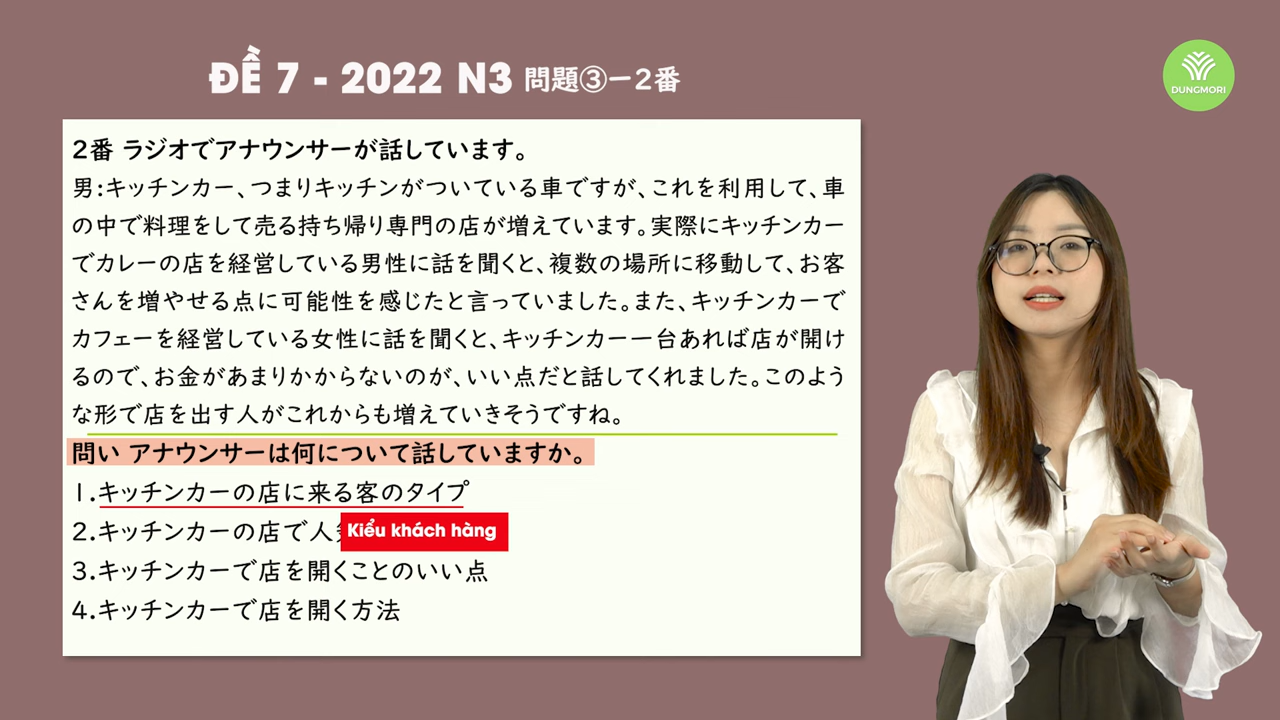 ĐỀ 7 - 2022 N3 問題③ー2番
DUNGMORI
2番 ラジオでアナウンサーが話しています。
男:キッチンカー、つまりキッチンがついている車ですが、これを利用して、車
の中で料理をして売る持ち帰り専門の店が増えています。実際にキッチンカー
でカレーの店を経営している男性に話を聞くと、複数の場所に移動して、お客
さんを増やせる点に可能性を感じたと言っていました。また、キッチンカーで
カフェーを経営している女性に話を聞くと、キッチンカー一台あれば店が開け
るので、お金があまりかからないのが、いい点だと話してくれました。このよう
な形で店を出す人がこれからも増えていきそうですね。
問い アナウンサーは何について話していますか。
1.キッチンカーの店に来る客のタイプ
2.キッチンカーの店で人
Kiểu khách hàng
3.キッチンカーで店を開くことのいい点
4.キッチンカーで店を開く方法